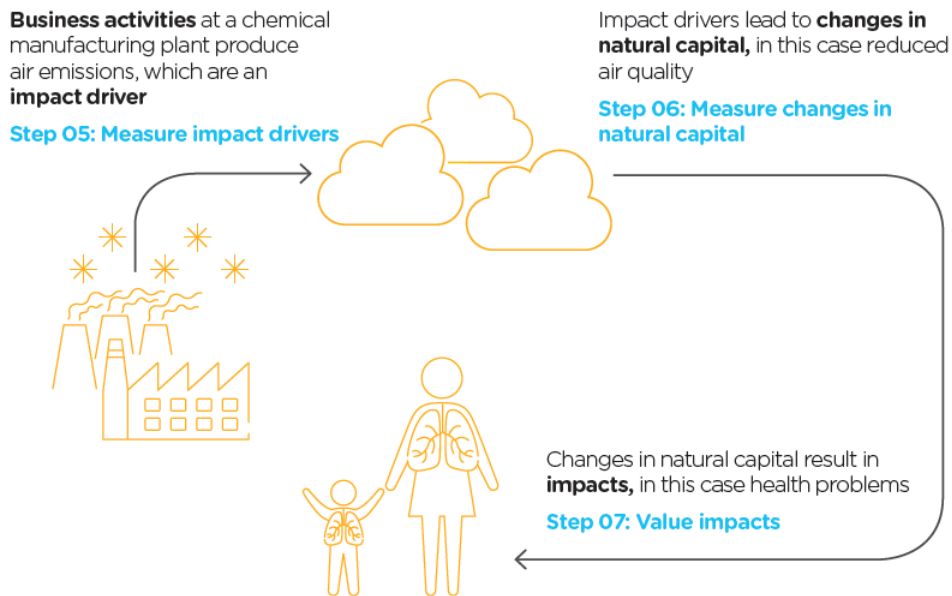 Business activities at a chemical
manufacturing plant produce
air emissions, which are an
impact driver
Step 05: Measure impact drivers
Impact drivers lead to changes in
natural capital, in this case reduced
air quality
Step 06: Measure changes in
natural capital
Changes in natural capital result in
impacts, in this case health problems
Step 07: Value impacts